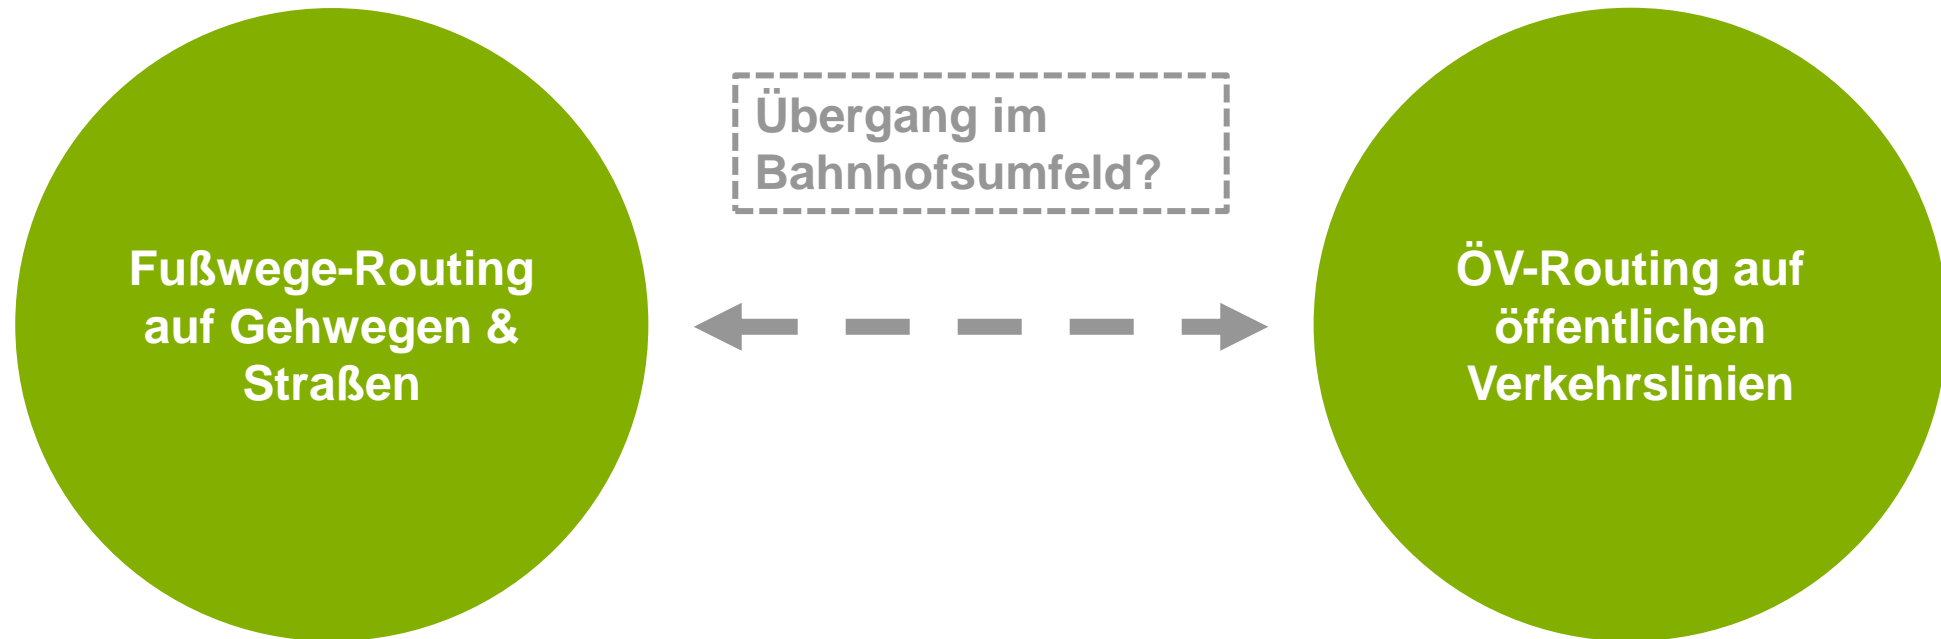 Fußwege-Routing
auf Gehwegen &
Straßen
Übergang im
Bahnhofsumfeld?
ÖV-Routing auf
öffentlichen
Verkehrslinien